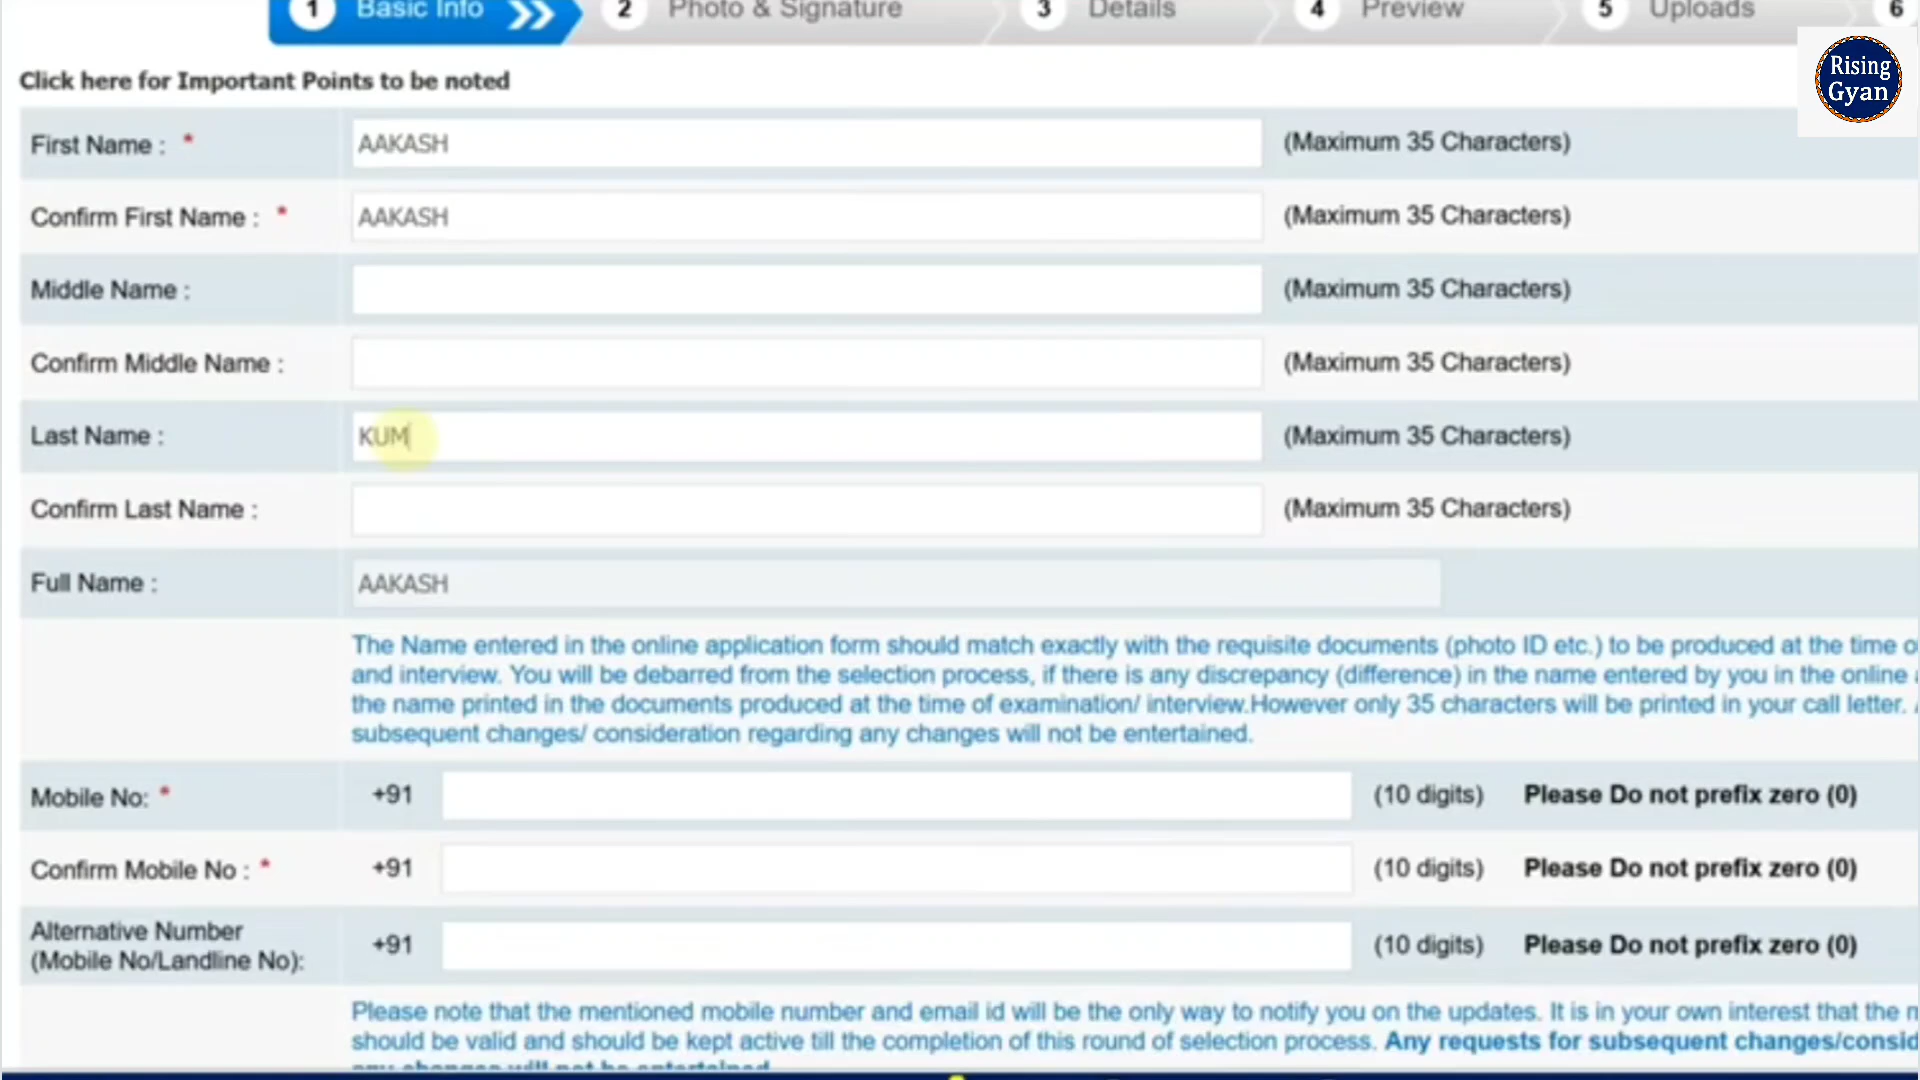 1 Basic Info 2 Photo & Signature 3 Details 4 Preview 5 Uploads 6
Rising
Gyan
Click here for Important Points to be noted
First Name : * AAKASH (Maximum 35 Characters)
Confirm First Name : * AAKASH (Maximum 35 Characters)
Middle Name : (Maximum 35 Characters)
Confirm Middle Name : (Maximum 35 Characters)
Last Name : KUM (Maximum 35 Characters)
Confirm Last Name : (Maximum 35 Characters)
Full Name : AAKASH
The Name entered in the online application form should match exactly with the requisite documents (photo ID etc.) to be produced at the time
and interview. You will be debarred from the selection process, if there is any discrepancy (difference) in the name entered by you in the online
the name printed in the documents produced at the time of examination/ interview.However only 35 characters will be printed in your call letter.
subsequent changes/ consideration regarding any changes will not be entertained.
Mobile No: * +91 (10 digits) Please Do not prefix zero (0)
Confirm Mobile No : * +91 (10 digits) Please Do not prefix zero (0)
Alternative Number
(Mobile No/Landline No): +91 (10 digits) Please Do not prefix zero (0)
Please note that the mentioned mobile number and email id will be the only way to notify you on the updates. It is in your own interest that the
should be valid and should be kept active till the completion of this round of selection process. Any requests for subsequent
any changes will not be entertained